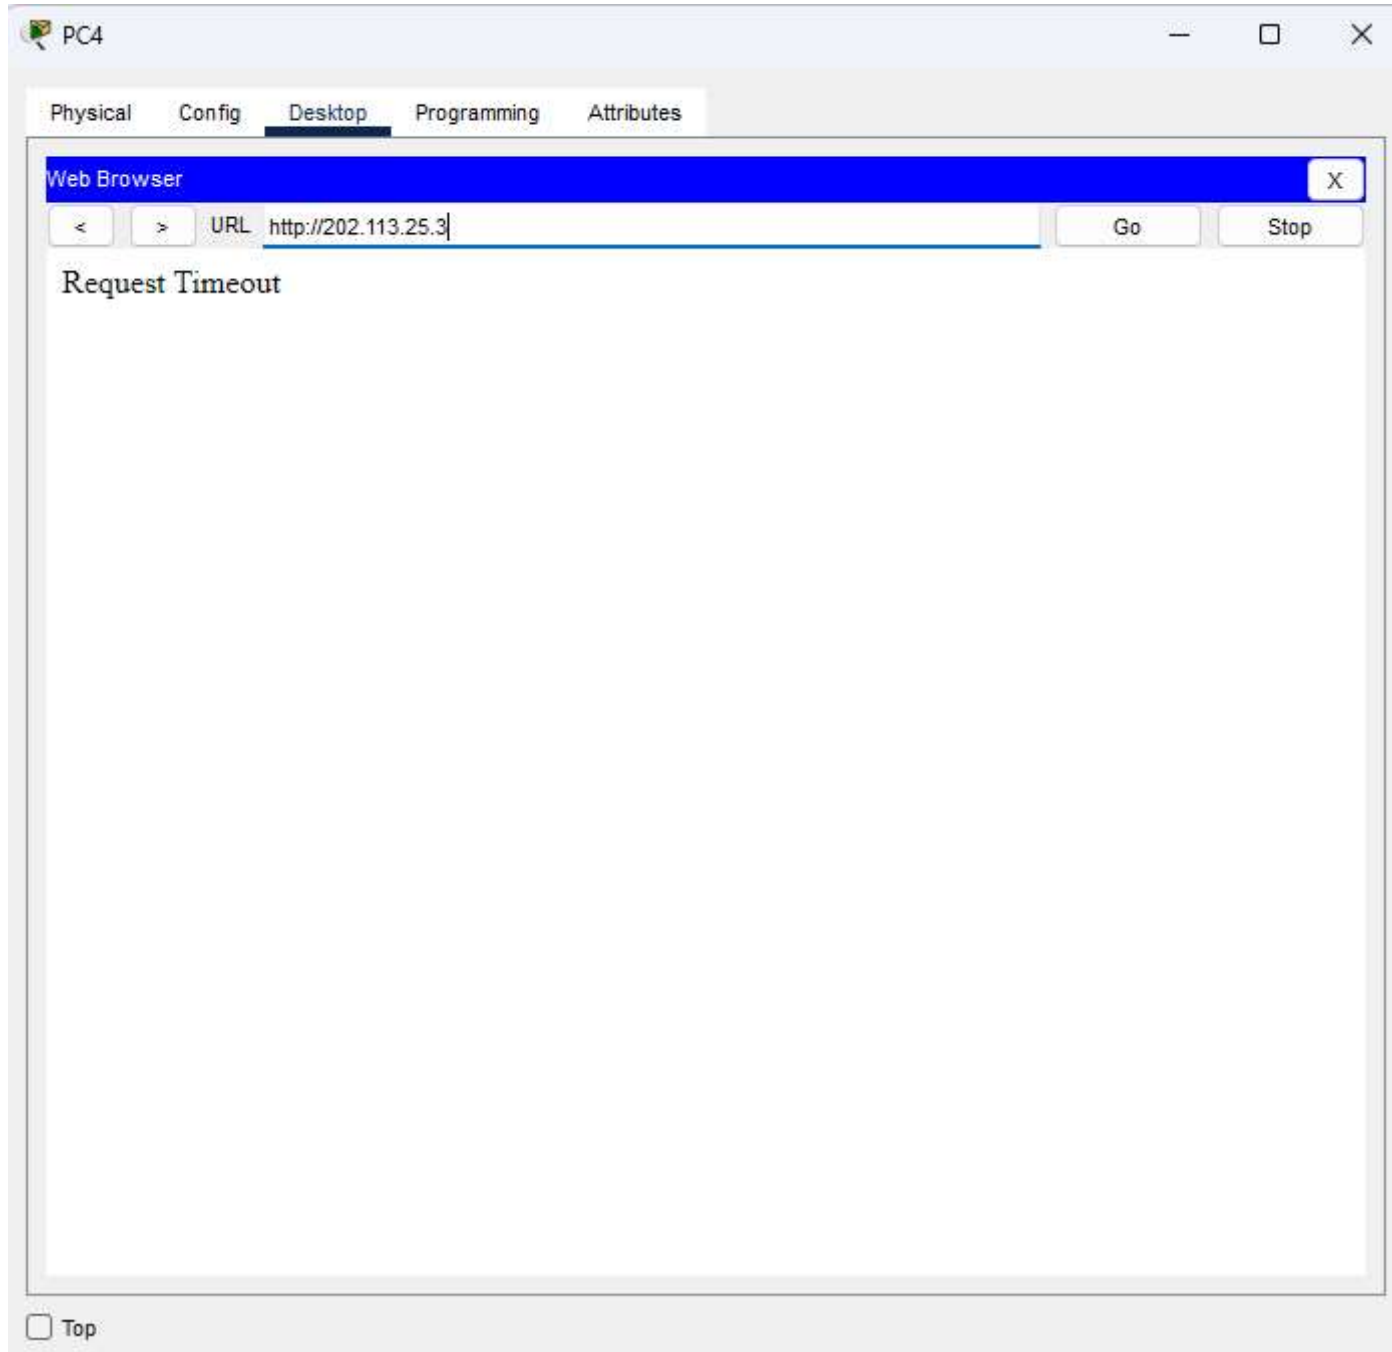 PC4
Physical Config Desktop Programming Attributes
Web Browser X
< > URL http://202.113.25.3 Go Stop
Request Timeout
Top